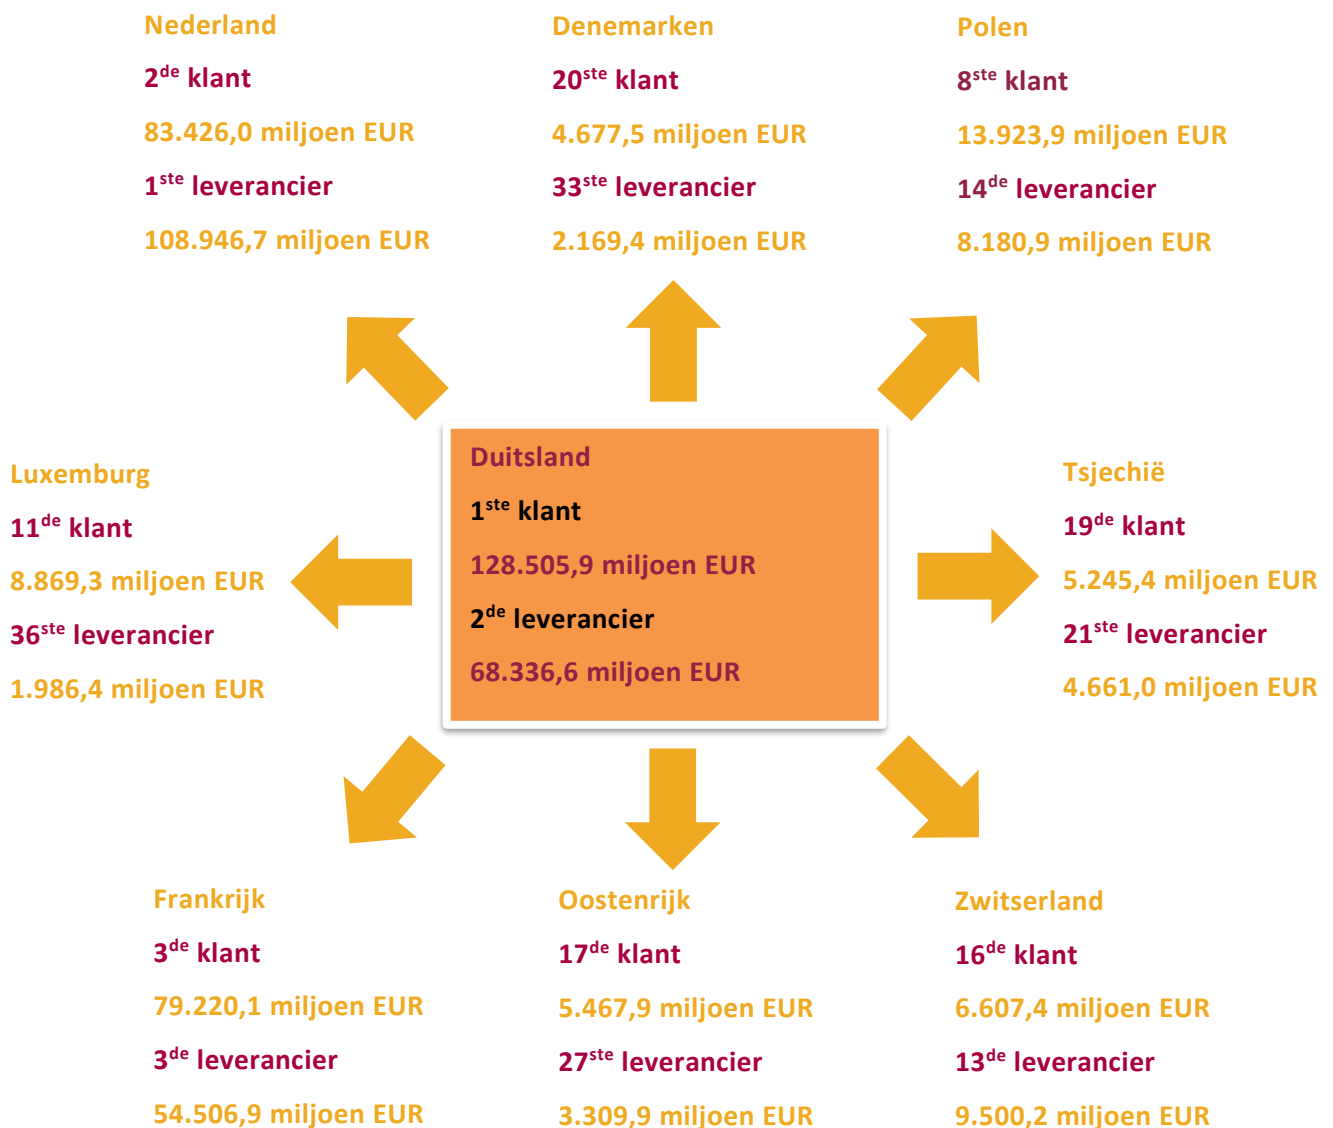 Nederland
2de klant
83.426,0 miljoen EUR
1ste leverancier
108.946,7 miljoen EUR
Denemarken
20ste klant
4.677,5 miljoen EUR
33ste leverancier
2.169,4 miljoen EUR
Polen
8ste klant
13.923,9 miljoen EUR
14de leverancier
8.180,9 miljoen EUR
Luxemburg
11de klant
8.869,3 miljoen EUR
36ste leverancier
1.986,4 miljoen EUR
Duitsland
1ste klant
128.505,9 miljoen EUR
2de leverancier
68.336,6 miljoen EUR
Tsjechië
19de klant
5.245,4 miljoen EUR
21ste leverancier
4.661,0 miljoen EUR
Frankrijk
3de klant
79.220,1 miljoen EUR
3de leverancier
54.506,9 miljoen EUR
Oostenrijk
17de klant
5.467,9 miljoen EUR
27ste leverancier
3.309,9 miljoen EUR
Zwitserland
16de klant
6.607,4 miljoen EUR
13de leverancier
9.500,2 miljoen EUR